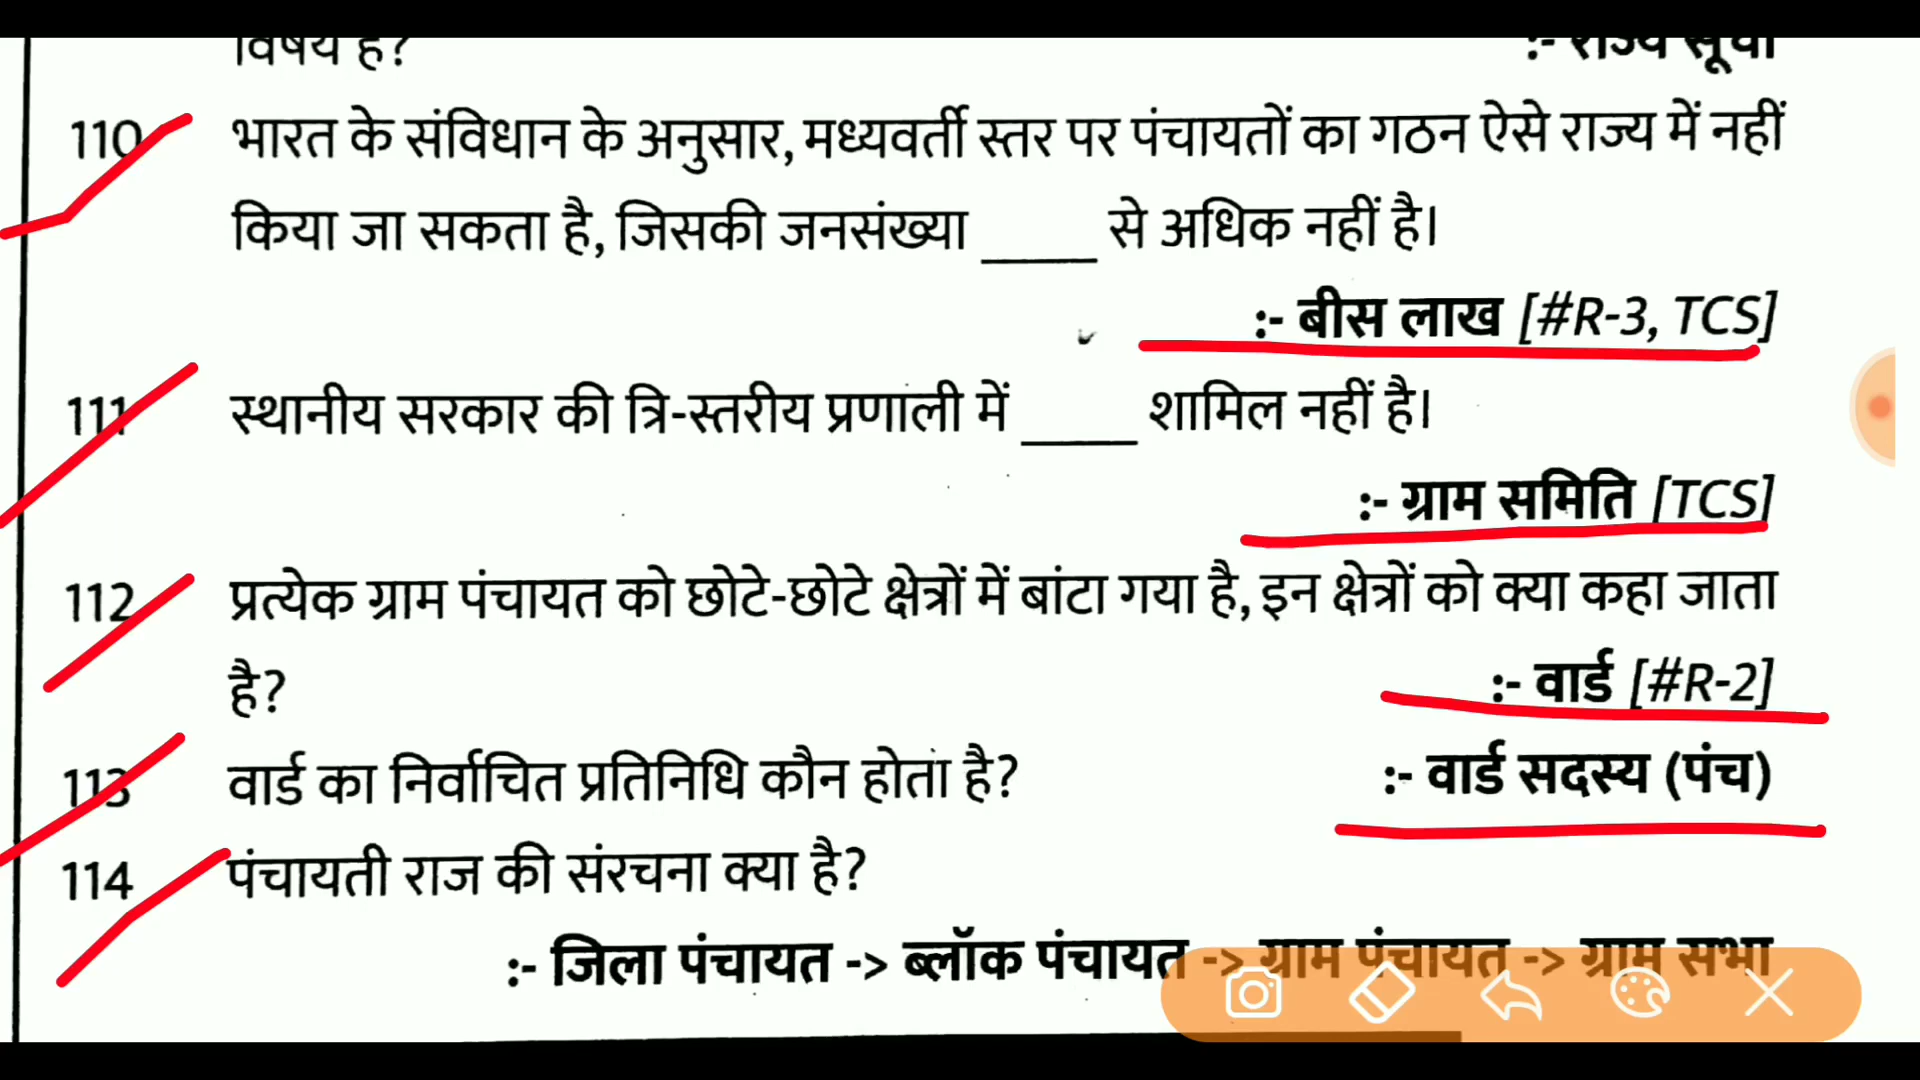 विषय है? :- राज्य सूची
110 भारत के संविधान के अनुसार, मध्यवर्ती स्तर पर पंचायतों का गठन ऐसे राज्य में नहीं
किया जा सकता है, जिसकी जनसंख्या ____ से अधिक नहीं है।
:- बीस लाख [#R-3, TCS]
111 स्थानीय सरकार की त्रि-स्तरीय प्रणाली में ____ शामिल नहीं है।
:- ग्राम समिति [TCS]
112 प्रत्येक ग्राम पंचायत को छोटे-छोटे क्षेत्रों में बांटा गया है, इन क्षेत्रों को क्या कहा जाता
है? :- वार्ड [#R-2]
113 वार्ड का निर्वाचित प्रतिनिधि कौन होता है? :- वार्ड सदस्य (पंच)
114 पंचायती राज की संरचना क्या है?
:- जिला पंचायत -> ब्लॉक पंचायत -> ग्राम पंचायत -> ग्राम सभा